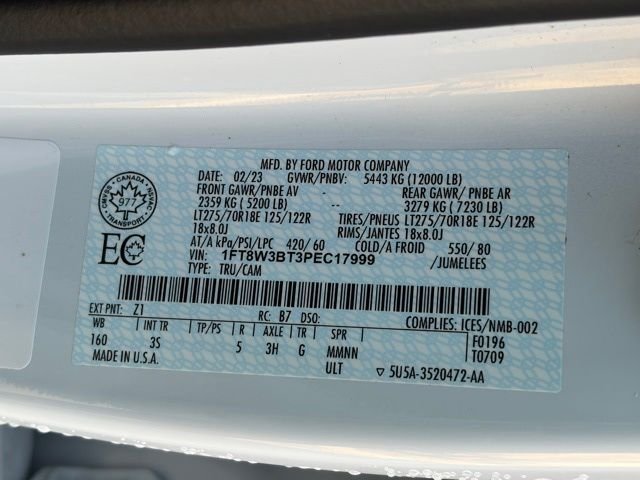 MFD. BY FORD MOTOR COMPANY
DATE: 02/23 GVWR/PNBV: 5443 KG (12000 LB)
FRONT GAWR/PNBE AV REAR GAWR/ PNBE AR
2359 KG ( 5200 LB) 3279 KG ( 7230 LB)
LT275/70R18E 125/122R TIRES/PNEUS LT275/70R18E 125/122R
18x8.0J RIMS/JANTES 18x8.0J
AT/A kPa/PSI/LPC 420/ 60 COLD/A FROID 550/ 80
VIN: 1FT8W3BT3PEC17999 /JUMELEES
TYPE: TRU/CAM
CANADA
CMVSS NSVAC
977
TRANSPORT
EC
EXT PNT: Z1 RC: B7 DSO: COMPLIES: ICES/NMB-002
WB INT TR TP/PS R AXLE TR SPR F0196
160 3S 5 3H G MMNN T0709
MADE IN U.S.A. ULT ▽ 5U5A-3520472-AA